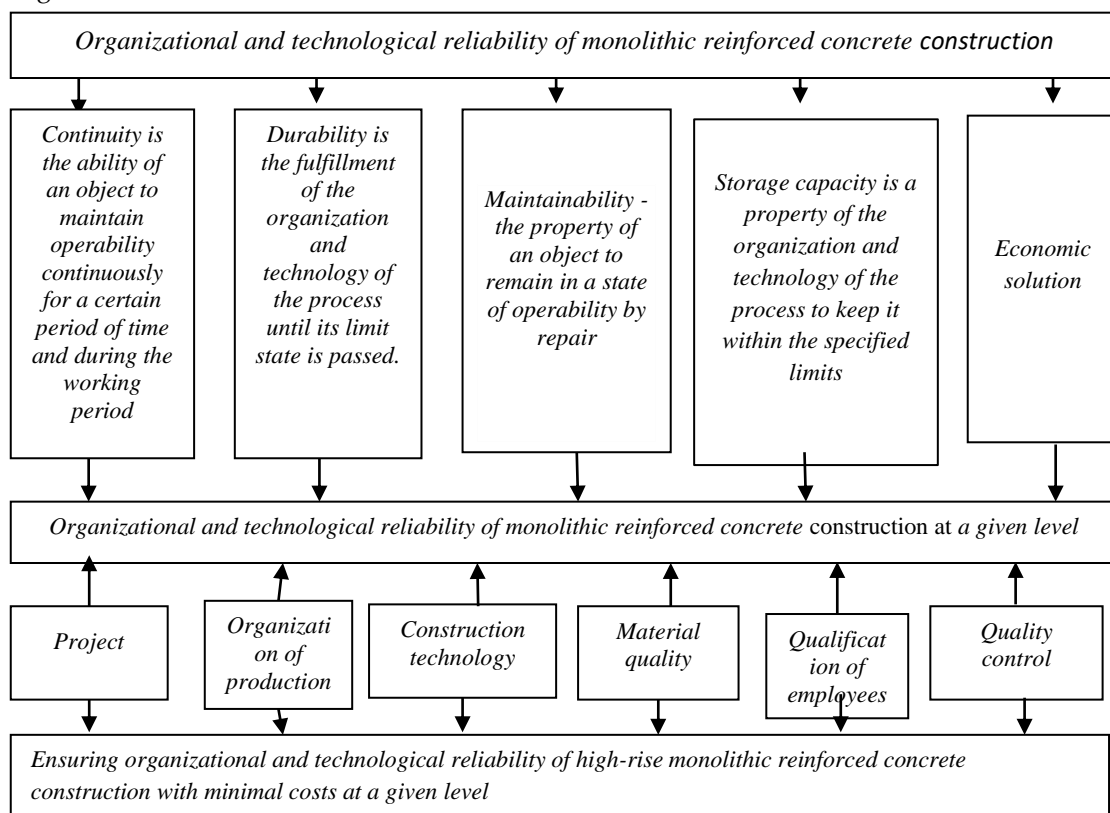 Organizational and technological reliability of monolithic reinforced concrete construction
Continuity is
the ability of
an object to
maintain
operability
continuously
for a certain
period of time
and during the
working
period
Durability is
the fulfillment
of the
organization
and
technology of
the process
until its limit
state is passed.
Maintainability -
the property of
an object to
remain in a state
of operability by
repair
Storage capacity is a
property of the
organization and
technology of the
process to keep it
within the specified
limits
Economic
solution
Organizational and technological reliability of monolithic reinforced concrete construction at a given level
Project
Organizati
on of
production
Construction
technology
Material
quality
Qualificat
ion of
employees
Quality
control
Ensuring organizational and technological reliability of high-rise monolithic reinforced concrete
construction with minimal costs at a given level